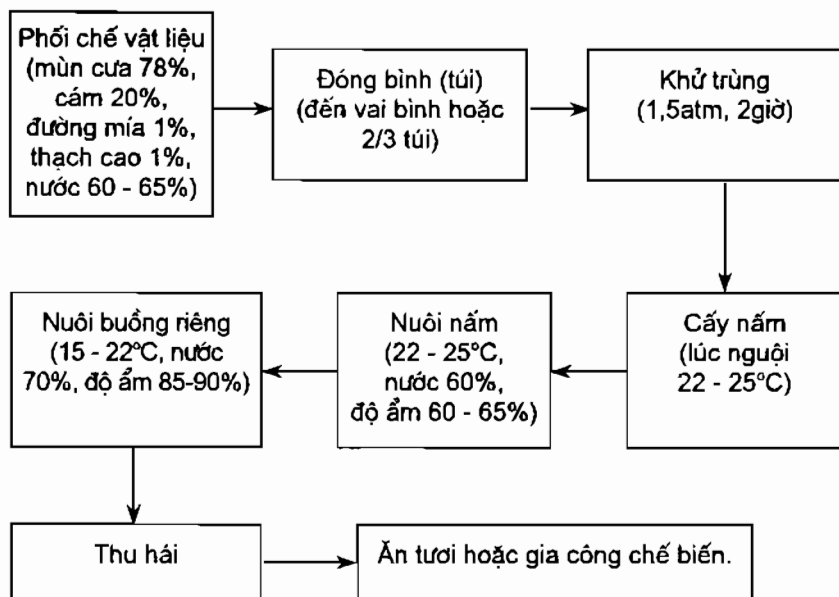 Phối chế vật liệu
(mùn cưa 78%,
cám 20%,
đường mía 1%,
thạch cao 1%,
nước 60 - 65%)
Đóng bình (túi)
(đến vai bình hoặc
2/3 túi)
Khử trùng
(1,5atm, 2giờ)
Cấy nấm
(lúc nguội
22 - 25°C)
Nuôi nấm
(22 - 25°C,
nước 60%,
độ ẩm 60 - 65%)
Nuôi buồng riêng
(15 - 22°C, nước
70%, độ ẩm 85-90%)
Thu hái
Ăn tươi hoặc gia công chế biến.